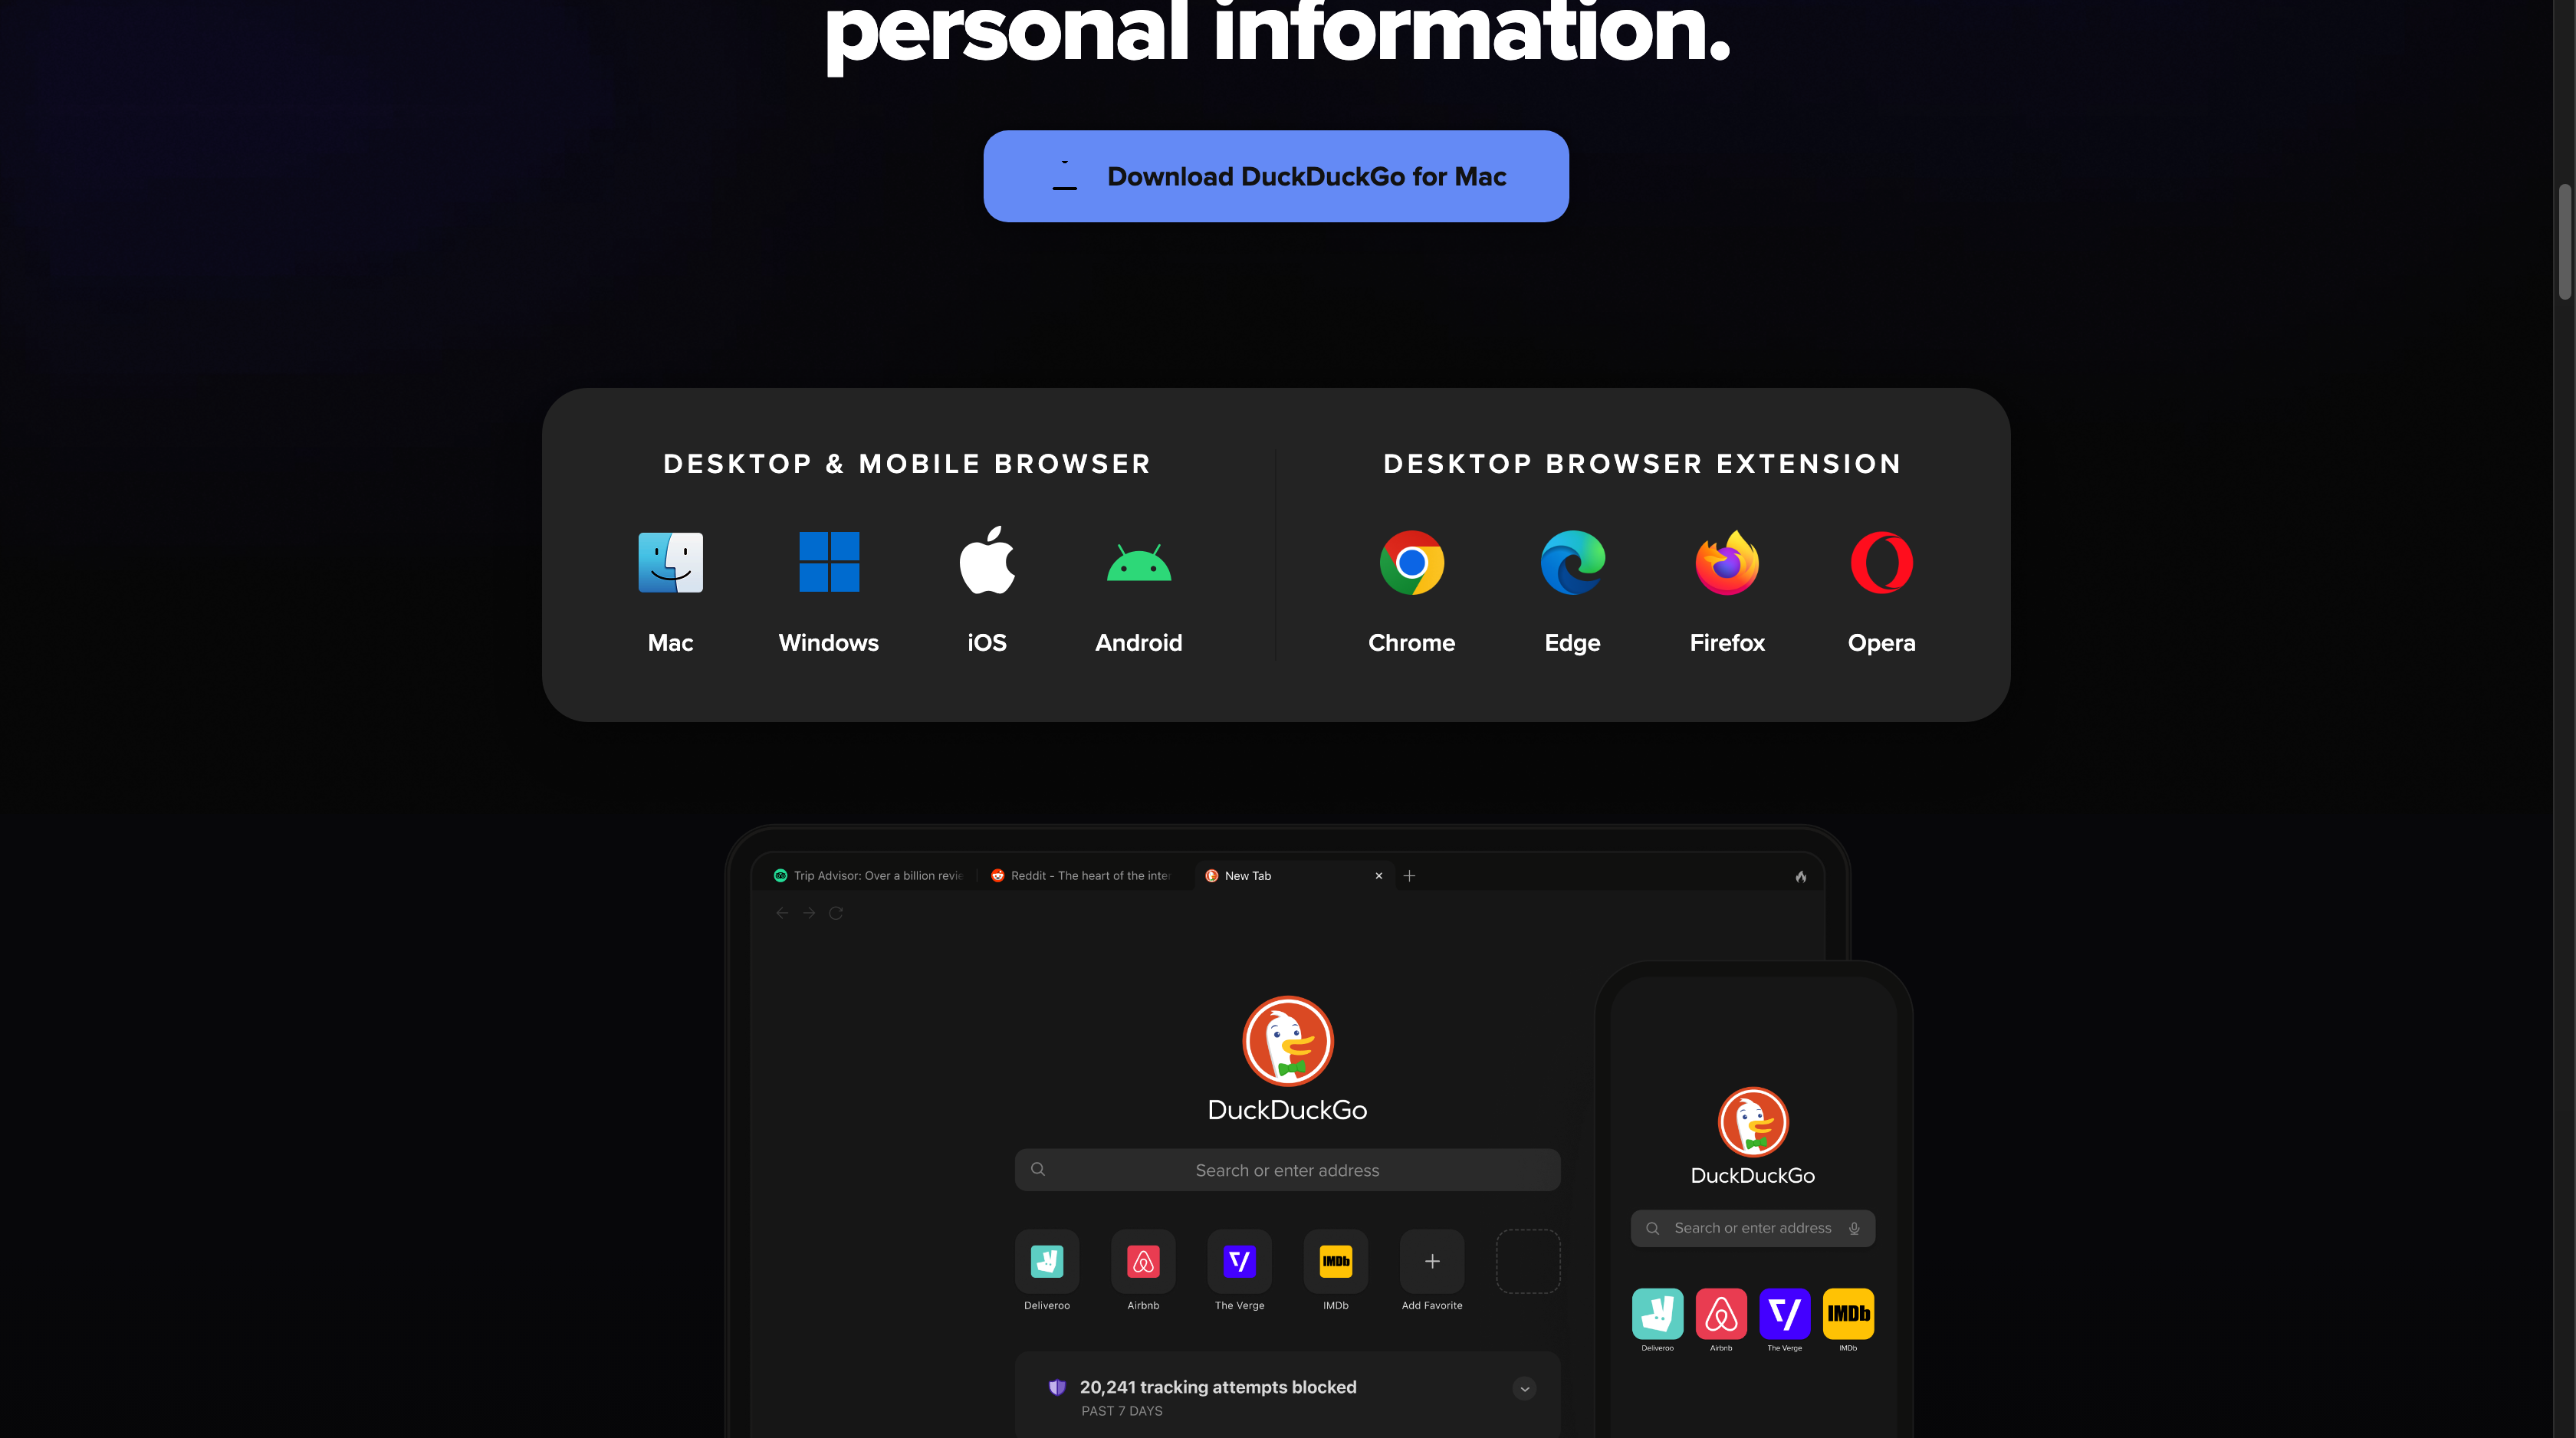 personal information.
Download DuckDuckGo for Mac
DESKTOP & MOBILE BROWSER
Mac
Windows
iOS
Android
DESKTOP BROWSER EXTENSION
Chrome
Edge
Firefox
Opera
Trip Advisor: Over a billion revie
Reddit - The heart of the inter
New Tab
DuckDuckGo
Search or enter address
Deliveroo
Airbnb
The Verge
IMDb
IMDb
Add Favorite
20,241 tracking attempts blocked
PAST 7 DAYS
DuckDuckGo
Search or enter address
IMDb
Deliveroo
Airbnb
The Verge
IMDb